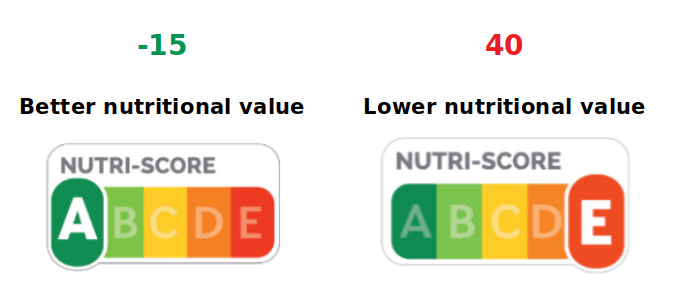 -15
40
Better nutritional value
Lower nutritional value
NUTRI-SCORE
A B C D E
NUTRI-SCORE
A B C D E